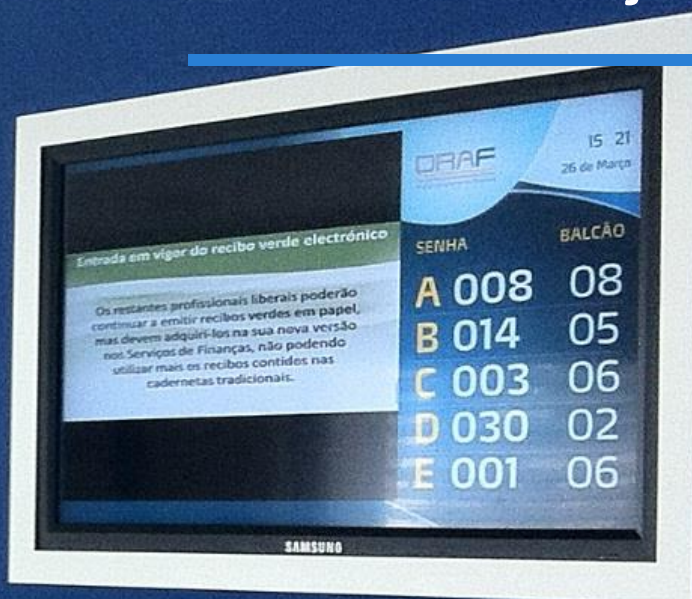 15 21
26 de Março
Entrada em vigor do recibo verde electrónico
Os restantes profissionais liberais poderão
continuar a emitir recibos verdes em papel,
mas devem adquiri-los na sua nova versão
nos Serviços de Finanças, não podendo
utilizar mais os recibos contidos nas
cadernetas tradicionais.
SENHA BALCÃO
A 008 08
B 014 05
C 003 06
D 030 02
E 001 06
SAMSUNG